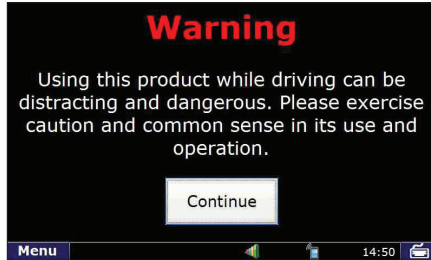 Warning
Using this product while driving can be
distracting and dangerous. Please exercise
caution and common sense in its use and
operation.
Continue
Menu 14:50